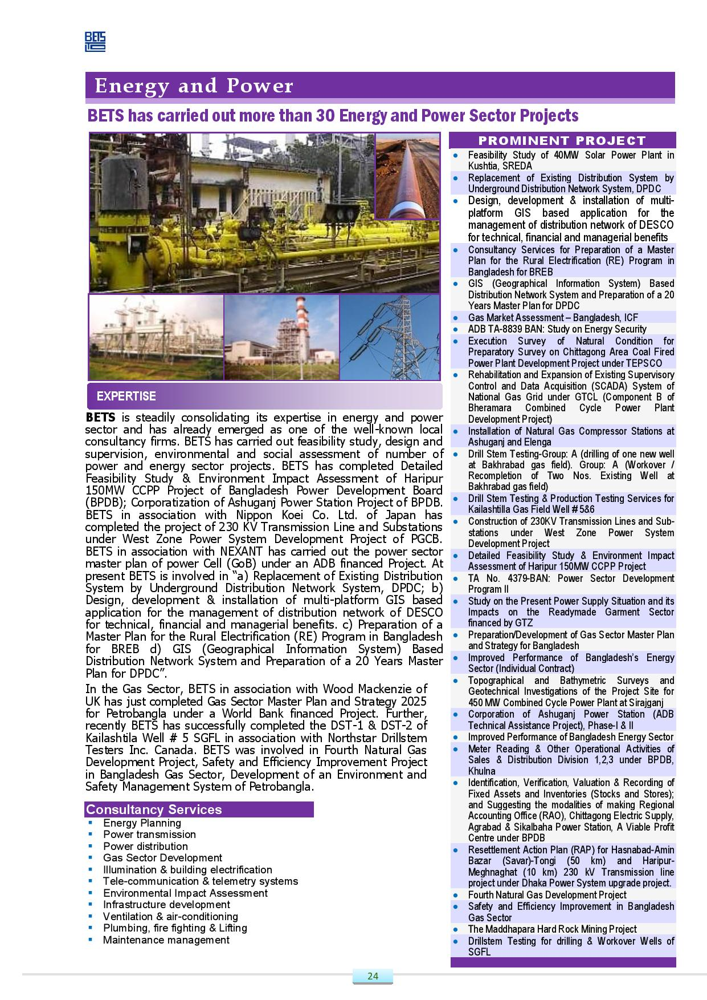 BETS
LTD
Energy and Power
BETS has carried out more than 30 Energy and Power Sector Projects
EXPERTISE
BETS is steadily consolidating its expertise in energy and power
sector and has already emerged as one of the well-known local
consultancy firms. BETS has carried out feasibility study, design and
supervision, environmental and social assessment of number of
power and energy sector projects. BETS has completed Detailed
Feasibility Study & Environment Impact Assessment of Haripur
150MW CCPP Project of Bangladesh Power Development Board
(BPDB); Corporatization of Ashuganj Power Station Project of BPDB.
BETS in association with Nippon Koei Co. Ltd. of Japan has
completed the project of 230 KV Transmission Line and Substations
under West Zone Power System Development Project of PGCB.
BETS in association with NEXANT has carried out the power sector
master plan of power Cell (GoB) under an ADB financed Project. At
present BETS is involved in “a) Replacement of Existing Distribution
System by Underground Distribution Network System, DPDC; b)
Design, development & installation of multi-platform GIS based
application for the management of distribution network of DESCO
for technical, financial and managerial benefits. c) Preparation of a
Master Plan for the Rural Electrification (RE) Program in Bangladesh
for BREB d) GIS (Geographical Information System) Based
Distribution Network System and Preparation of a 20 Years Master
Plan for DPDC”.
In the Gas Sector, BETS in association with Wood Mackenzie of
UK has just completed Gas Sector Master Plan and Strategy 2025
for Petrobangla under a World Bank financed Project. Further,
recently BETS has successfully completed the DST-1 & DST-2 of
Kailashtila Well # 5 SGFL in association with Northstar Drillstem
Testers Inc. Canada. BETS was involved in Fourth Natural Gas
Development Project, Safety and Efficiency Improvement Project
in Bangladesh Gas Sector, Development of an Environment and
Safety Management System of Petrobangla.
Consultancy Services
▪ Energy Planning
▪ Power transmission
▪ Power distribution
▪ Gas Sector Development
▪ Illumination & building electrification
▪ Tele-communication & telemetry systems
▪ Environmental Impact Assessment
▪ Infrastructure development
▪ Ventilation & air-conditioning
▪ Plumbing, fire fighting & Lifting
▪ Maintenance management
PROMINENT PROJECT
● Feasibility Study of 40MW Solar Power Plant in
Kushtia, SREDA
● Replacement of Existing Distribution System by
Underground Distribution Network System, DPDC
● Design, development & installation of multi-
platform GIS based application for the
management of distribution network of DESCO
for technical, financial and managerial benefits
● Consultancy Services for Preparation of a Master
Plan for the Rural Electrification (RE) Program in
Bangladesh for BREB
● GIS (Geographical Information System) Based
Distribution Network System and Preparation of a 20
Years Master Plan for DPDC
● Gas Market Assessment – Bangladesh, ICF
● ADB TA-8839 BAN: Study on Energy Security
● Execution Survey of Natural Condition for
Preparatory Survey on Chittagong Area Coal Fired
Power Plant Development Project under TEPSCO
● Rehabilitation and Expansion of Existing Supervisory
Control and Data Acquisition (SCADA) System of
National Gas Grid under GTCL (Component B of
Bheramara Combined Cycle Power Plant
Development Project)
● Installation of Natural Gas Compressor Stations at
Ashuganj and Elenga
● Drill Stem Testing-Group: A (drilling of one new well
at Bakhrabad gas field). Group: A (Workover /
Recompletion of Two Nos. Existing Well at
Bakhrabad gas field)
● Drill Stem Testing & Production Testing Services for
Kailashtilla Gas Field Well # 5&6
● Construction of 230KV Transmission Lines and Sub-
stations under West Zone Power System
Development Project
● Detailed Feasibility Study & Environment Impact
Assessment of Haripur 150MW CCPP Project
● TA No. 4379-BAN: Power Sector Development
Program II
● Study on the Present Power Supply Situation and its
Impacts on the Readymade Garment Sector
financed by GTZ
● Preparation/Development of Gas Sector Master Plan
and Strategy for Bangladesh
● Improved Performance of Bangladesh’s Energy
Sector (Individual Contract)
● Topographical and Bathymetric Surveys and
Geotechnical Investigations of the Project Site for
450 MW Combined Cycle Power Plant at Sirajganj
● Corporation of Ashuganj Power Station (ADB
Technical Assistance Project), Phase-I & II
● Improved Performance of Bangladesh Energy Sector
● Meter Reading & Other Operational Activities of
Sales & Distribution Division 1,2,3 under BPDB,
Khulna
● Identification, Verification, Valuation & Recording of
Fixed Assets and Inventories (Stocks and Stores);
and Suggesting the modalities of making Regional
Accounting Office (RAO), Chittagong Electric Supply,
Agrabad & Sikalbaha Power Station, A Viable Profit
Centre under BPDB
● Resettlement Action Plan (RAP) for Hasnabad-Amin
Bazar (Savar)-Tongi (50 km) and Haripur-
Meghnaghat (10 km) 230 kV Transmission line
project under Dhaka Power System upgrade project.
● Fourth Natural Gas Development Project
● Safety and Efficiency Improvement in Bangladesh
Gas Sector
● The Maddhapara Hard Rock Mining Project
● Drillstem Testing for drilling & Workover Wells of
SGFL
24